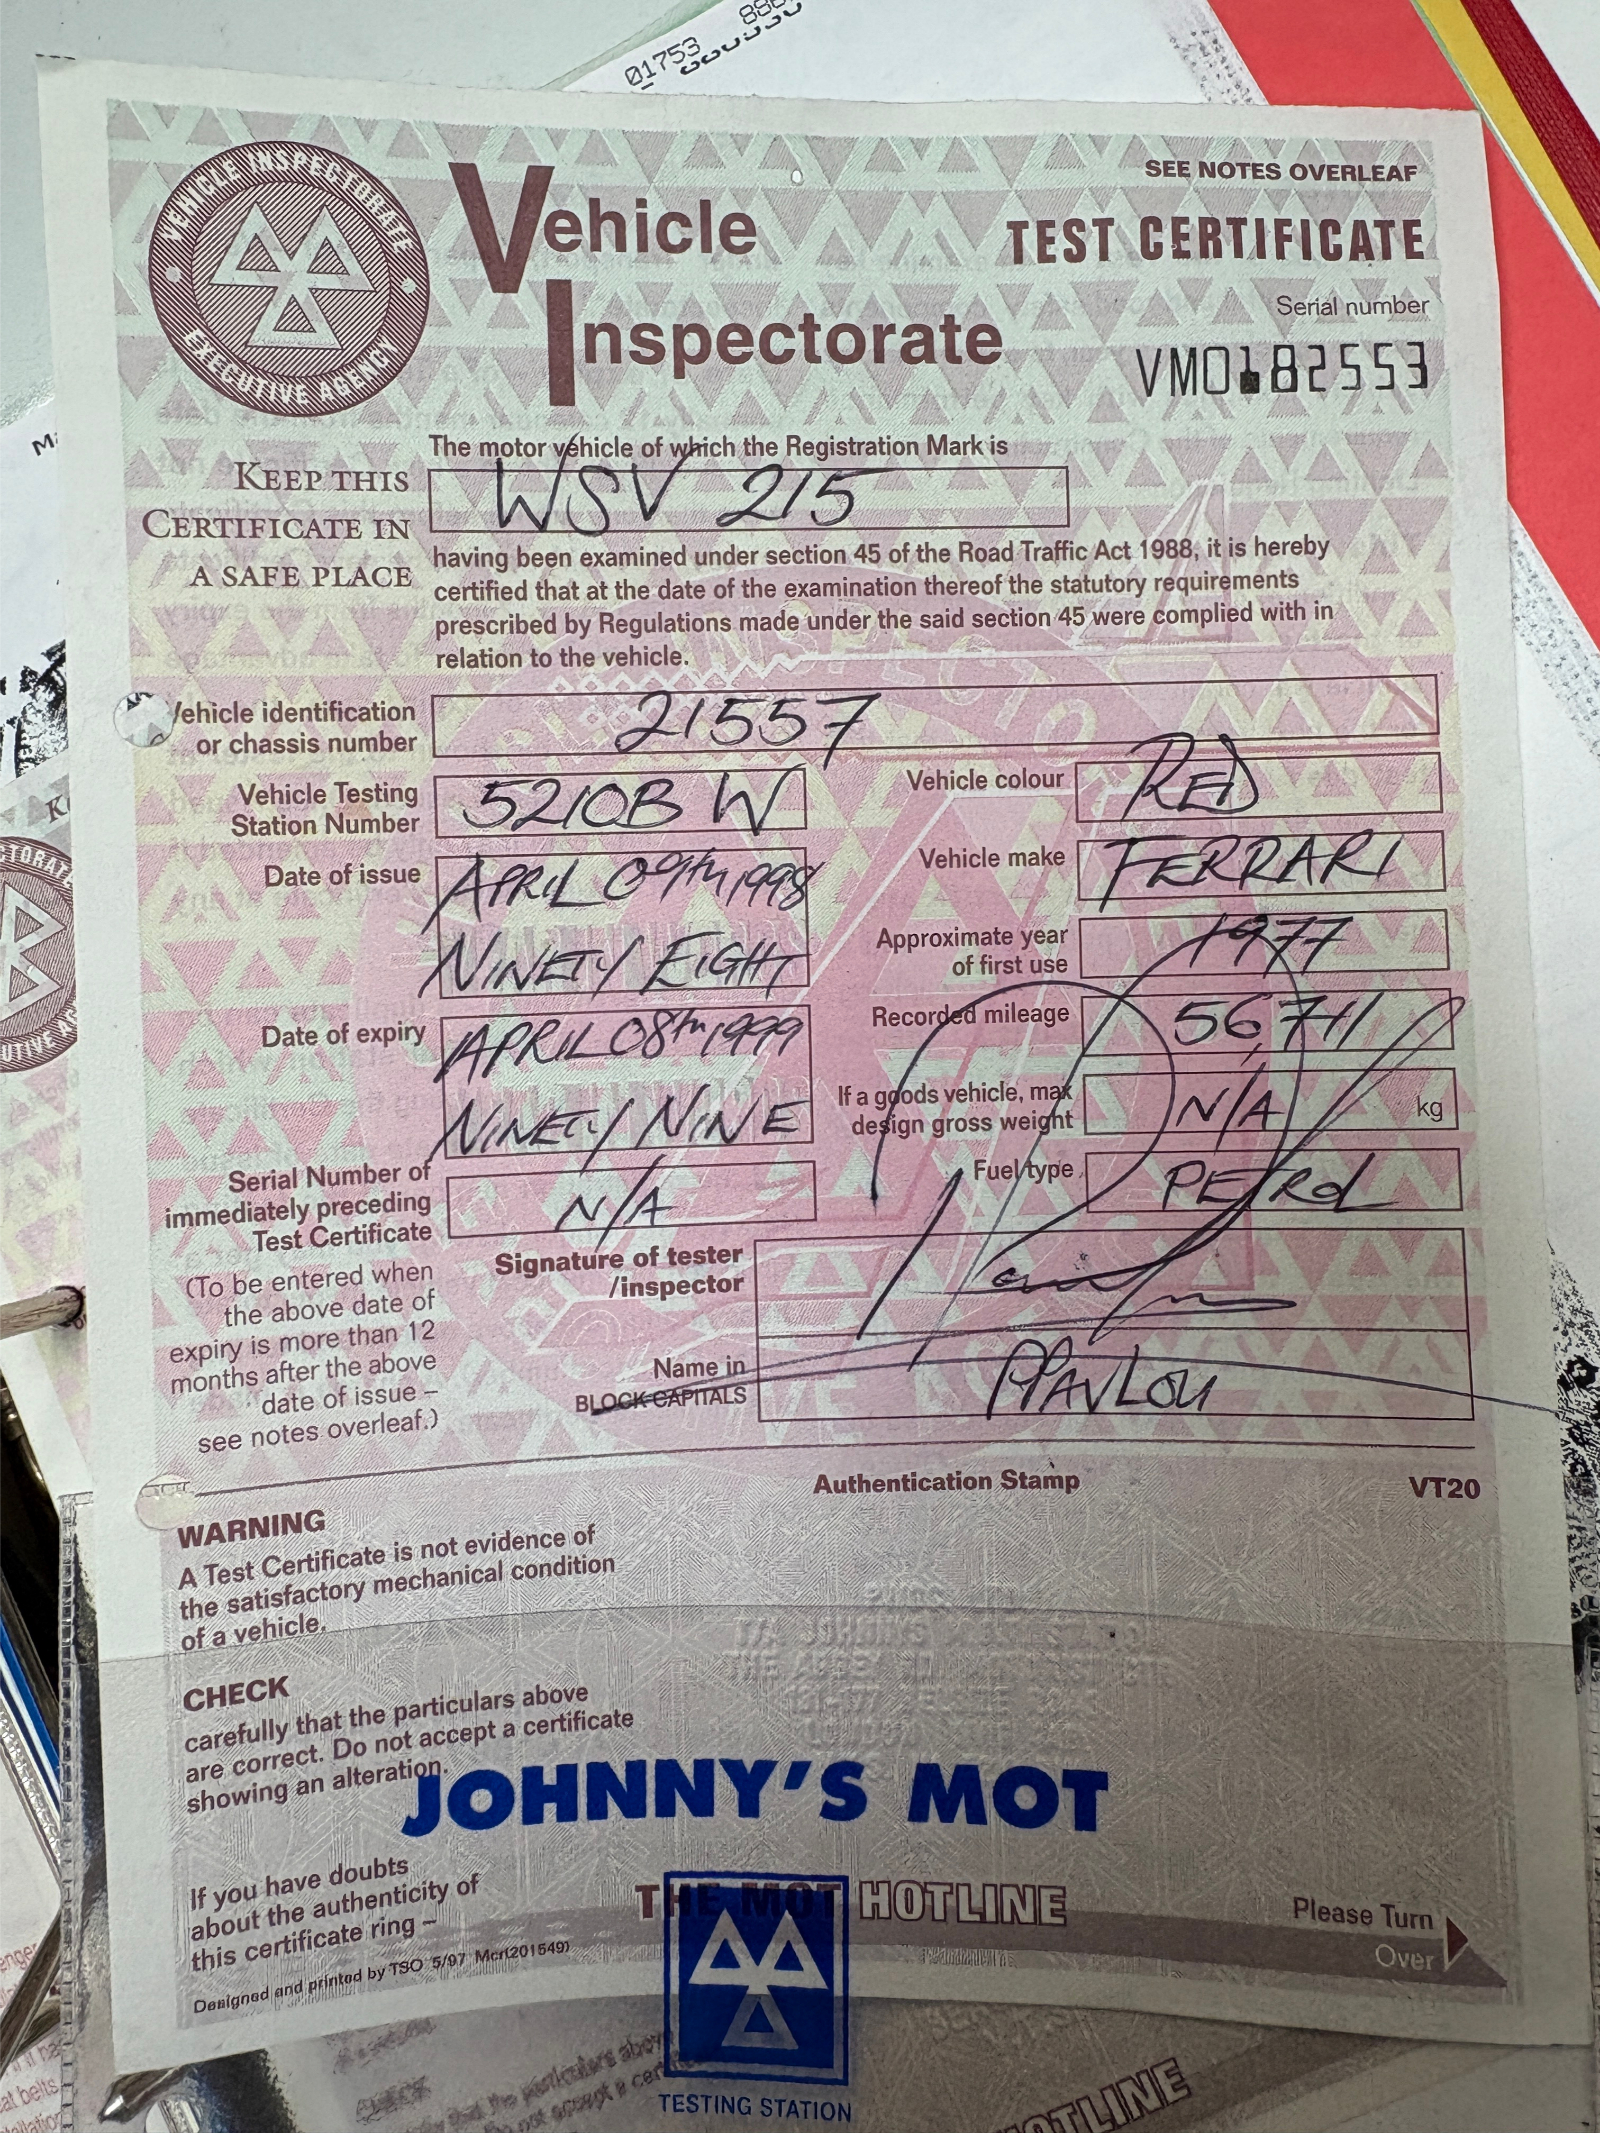 01753
VEHICLE INSPECTORATE
EXECUTIVE AGENCY
Vehicle
Inspectorate
SEE NOTES OVERLEAF
TEST CERTIFICATE
Serial number
VM0182553
KEEP THIS
CERTIFICATE IN
A SAFE PLACE
The motor vehicle of which the Registration Mark is
WSV 215
having been examined under section 45 of the Road Traffic Act 1988, it is hereby
certified that at the date of the examination thereof the statutory requirements
prescribed by Regulations made under the said section 45 were complied with in
relation to the vehicle.
Vehicle identification
or chassis number
21557
Vehicle Testing
Station Number
5210B W
Vehicle colour
RED
Date of issue
APRIL 09th 1998
NINETY EIGHT
Vehicle make
FERRARI
Approximate year
of first use
1977
Date of expiry
APRIL 08th 1999
NINETY NINE
Recorded mileage
56,741
If a goods vehicle, max
design gross weight
N/A
kg
Serial Number of
immediately preceding
Test Certificate
N/A
Fuel type
PETROL
(To be entered when
the above date of
expiry is more than 12
months after the above
date of issue –
see notes overleaf.)
Signature of tester
/inspector
Name in
BLOCK CAPITALS
P PAVLOU
Authentication Stamp
VT20
WARNING
A Test Certificate is not evidence of
the satisfactory mechanical condition
of a vehicle.
CHECK
carefully that the particulars above
are correct. Do not accept a certificate
showing an alteration.
JOHNNY'S MOT
If you have doubts
about the authenticity of
this certificate ring –
THE MOT HOTLINE
Please Turn
Over
Designed and printed by TSO 5/97 Mcr(201549)
TESTING STATION
HOTLINE